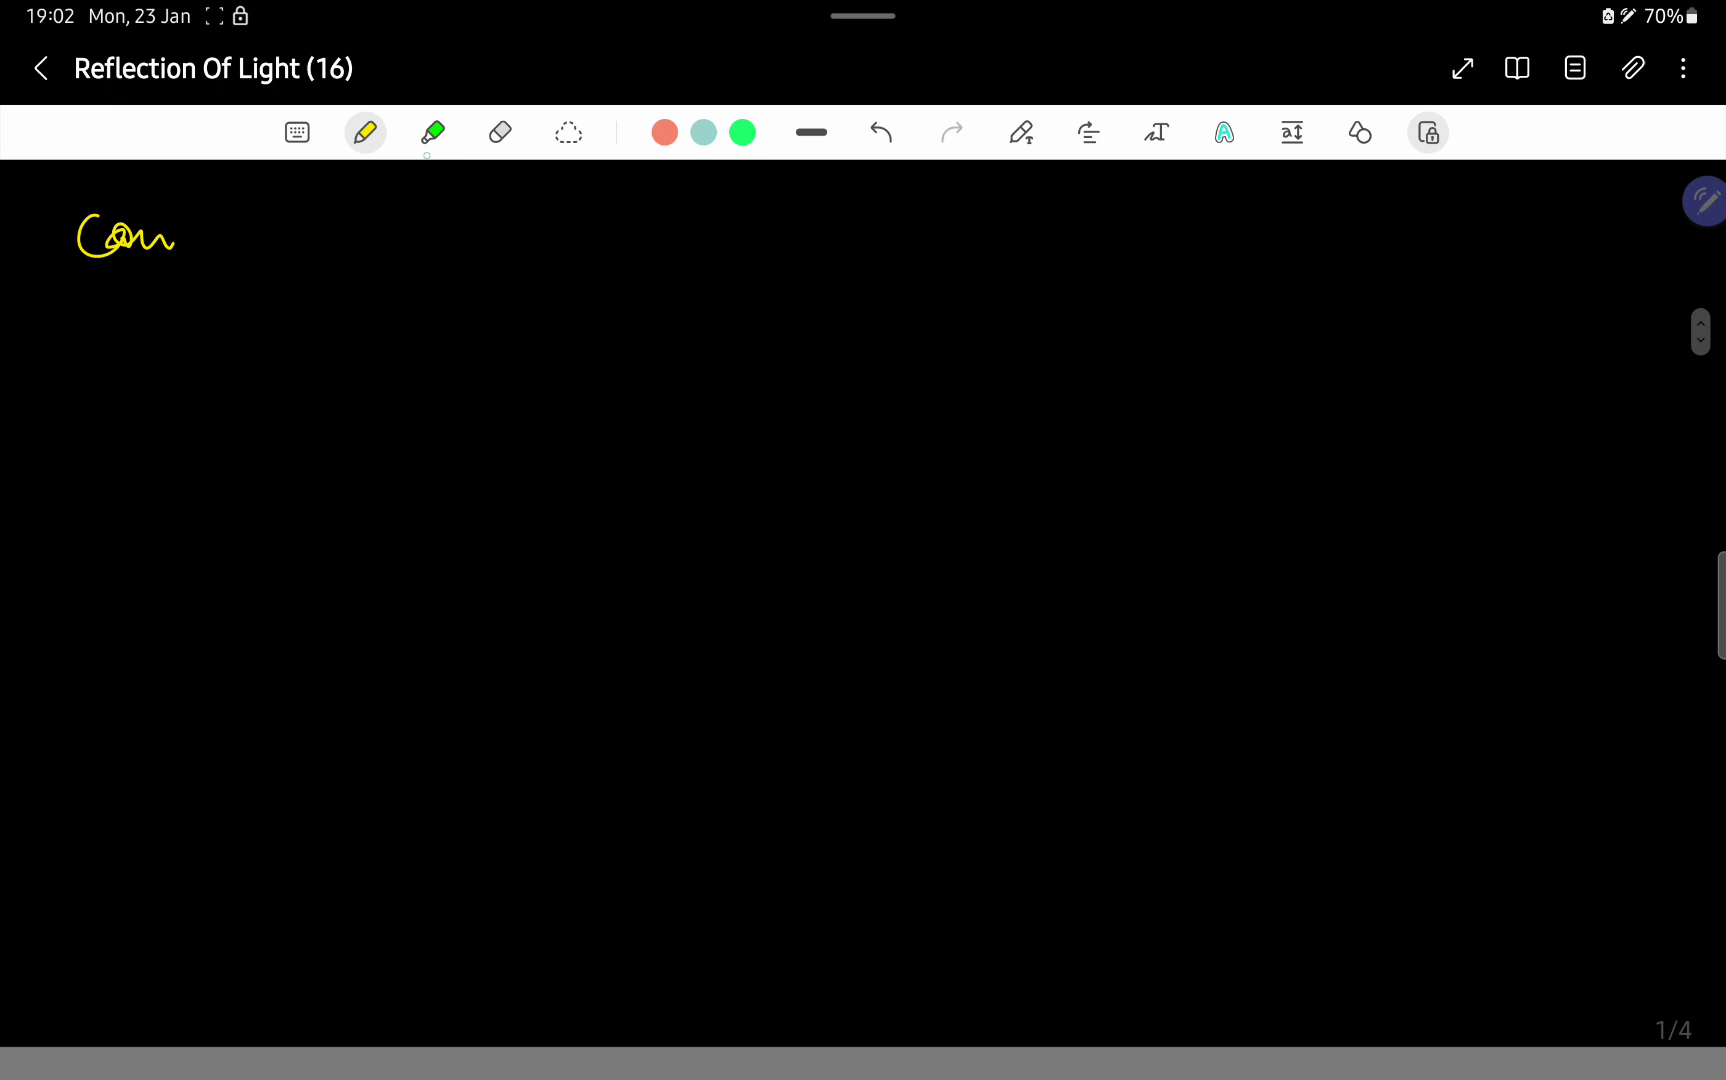 19:02 Mon, 23 Jan 70%
Reflection Of Light (16)
Con
1/4